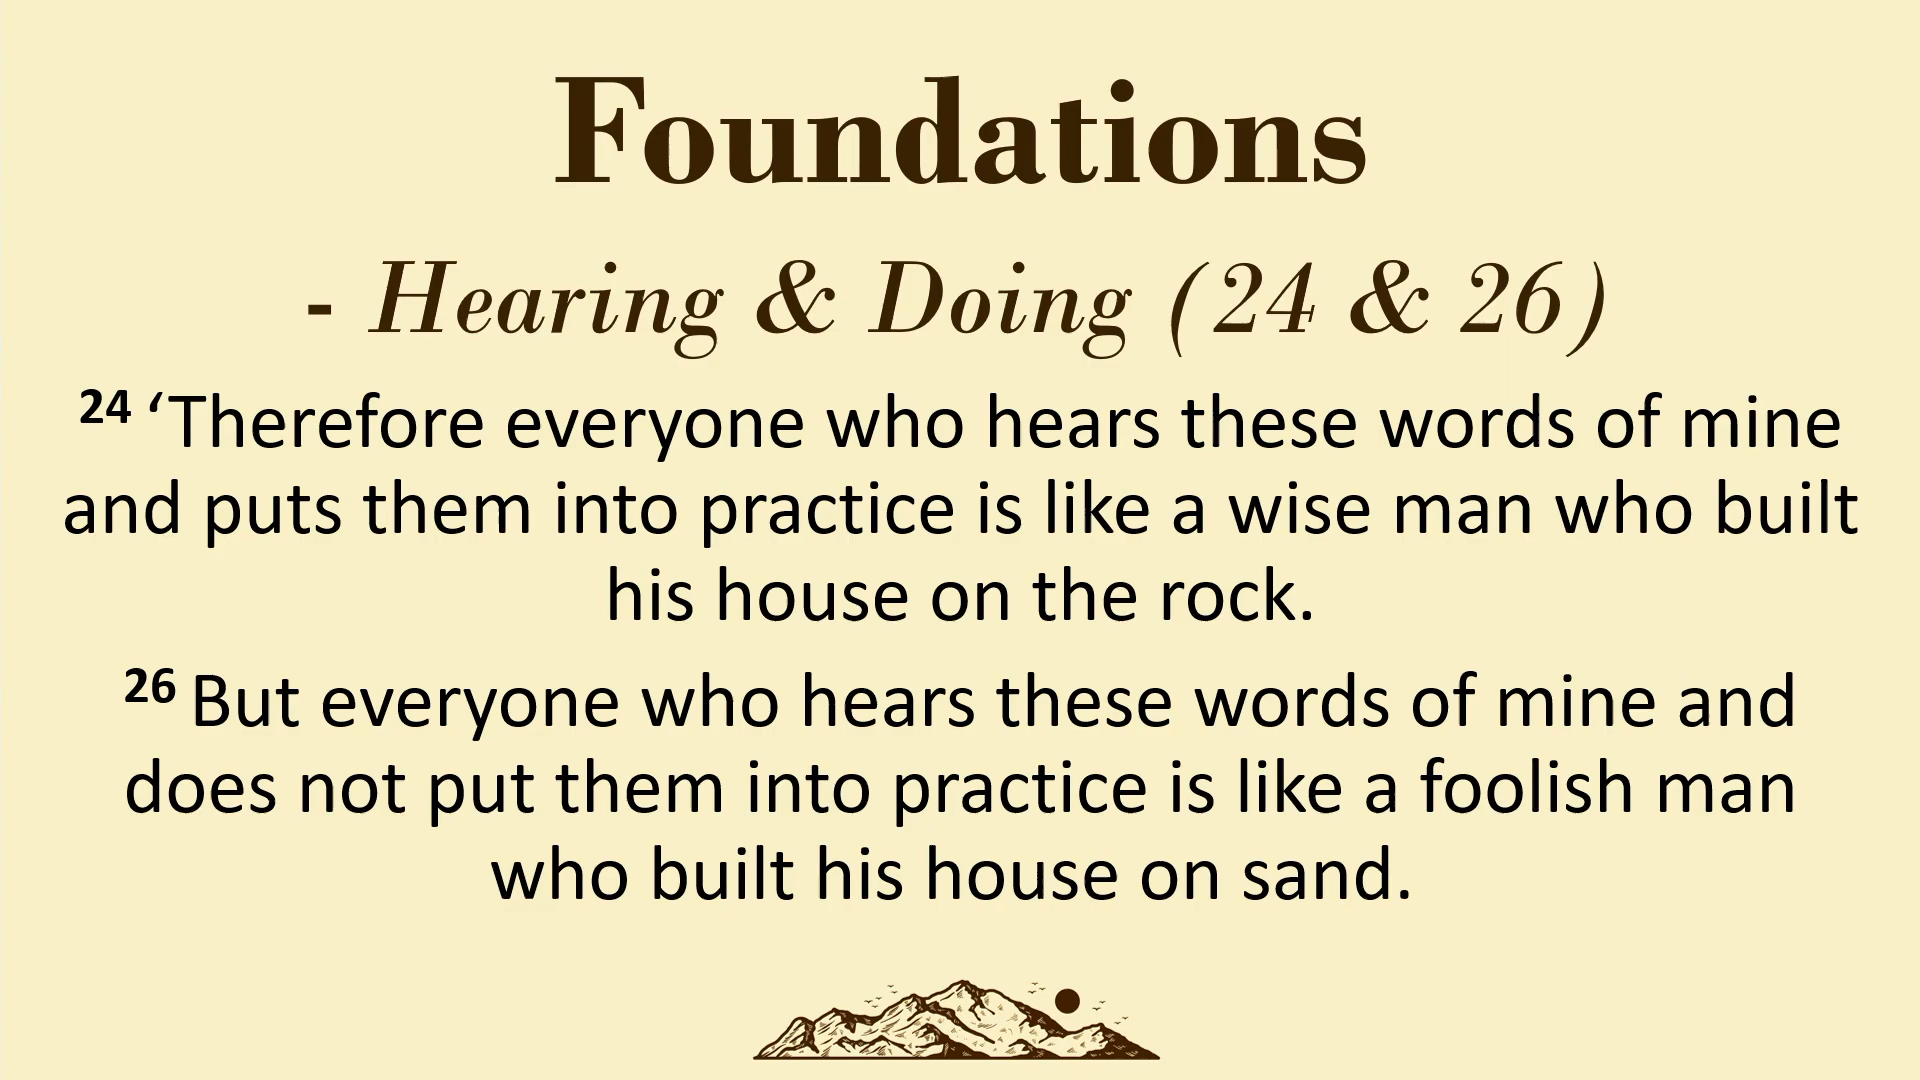 Foundations
- Hearing & Doing (24 & 26)
24 ‘Therefore everyone who hears these words of mine
and puts them into practice is like a wise man who built
his house on the rock.
26 But everyone who hears these words of mine and
does not put them into practice is like a foolish man
who built his house on sand.